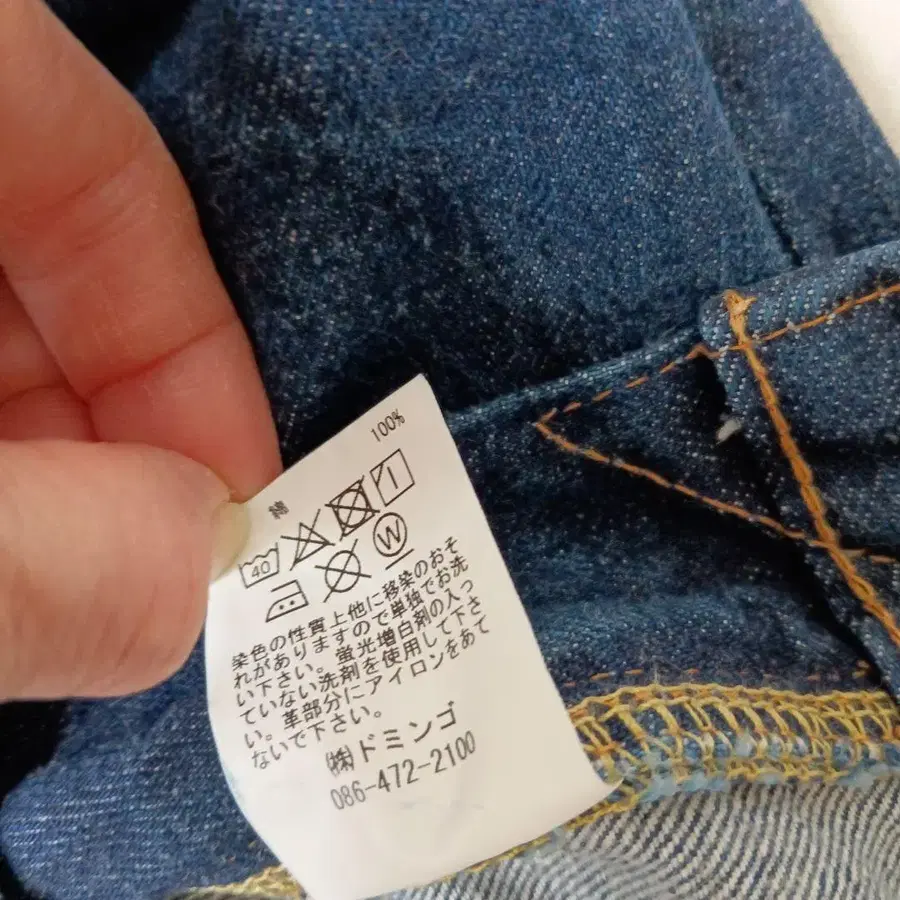 綿 100%
40
W
染色の性質上他に移染のおそ
れがありますので単独でお洗
い下さい。蛍光増白剤の入っ
ていない洗剤を使用して下さ
い。革部分にアイロンをあて
ないで下さい。
㈱ドミンゴ
086-472-2100